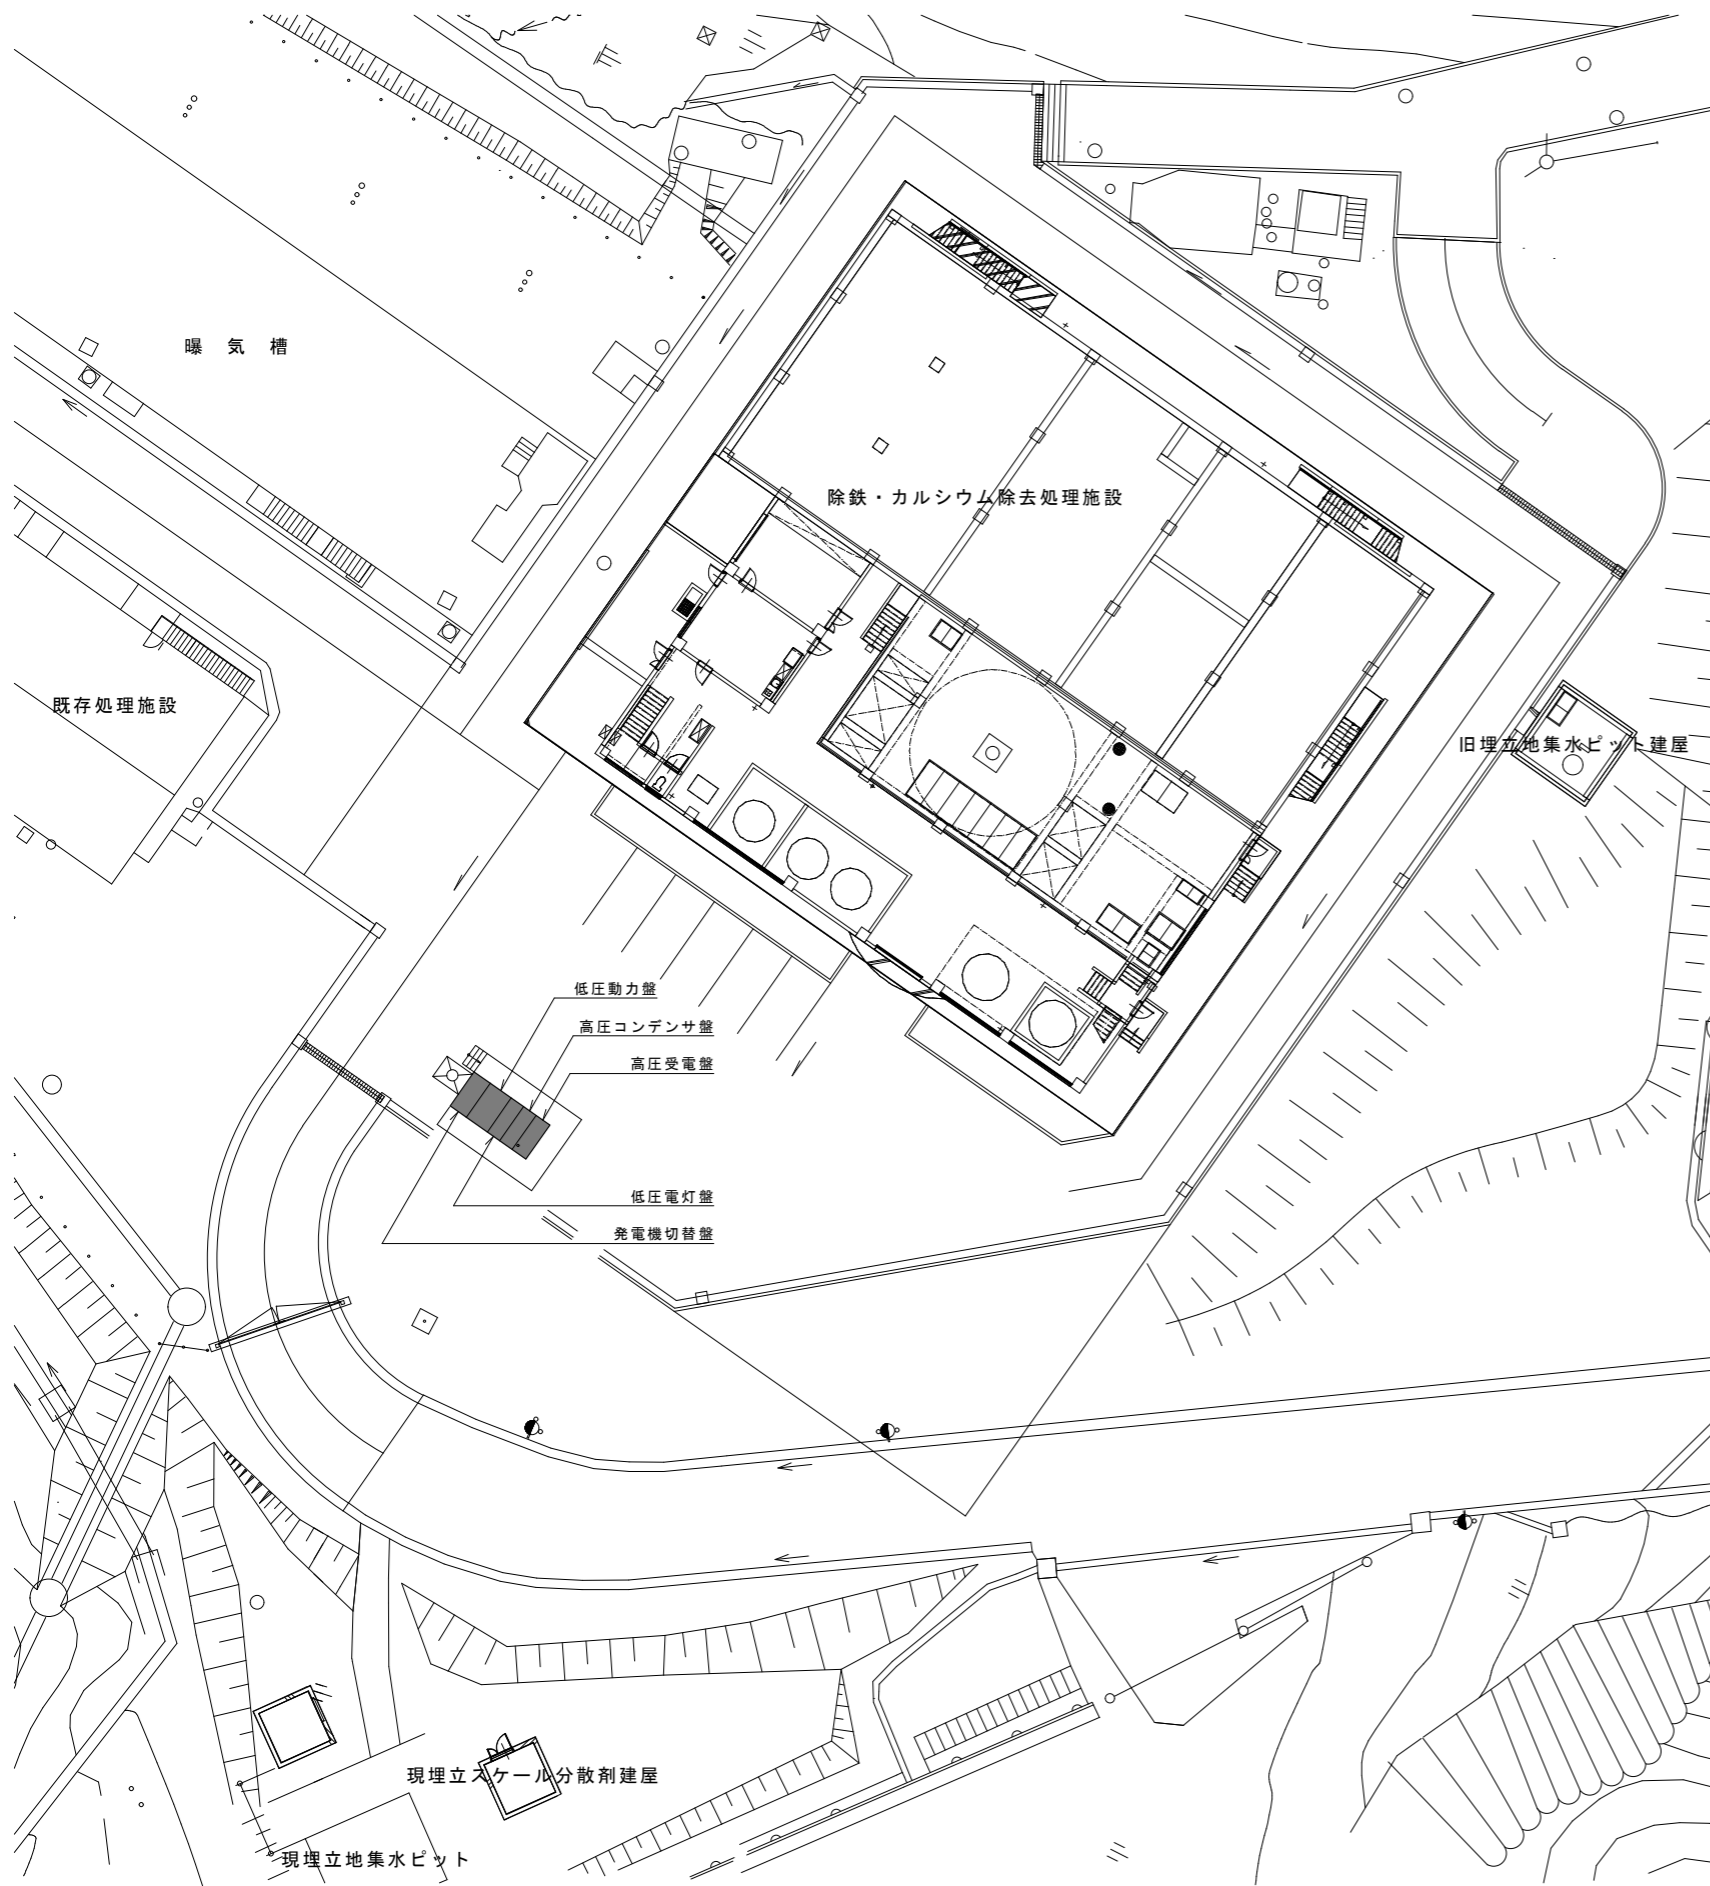 曝気槽
除鉄・カルシウム除去処理施設
既存処理施設
旧埋立地集水ピット建屋
低圧動力盤
高圧コンデンサ盤
高圧受電盤
低圧電灯盤
発電機切替盤
現埋立スケール分散剤建屋
現埋立地集水ピット